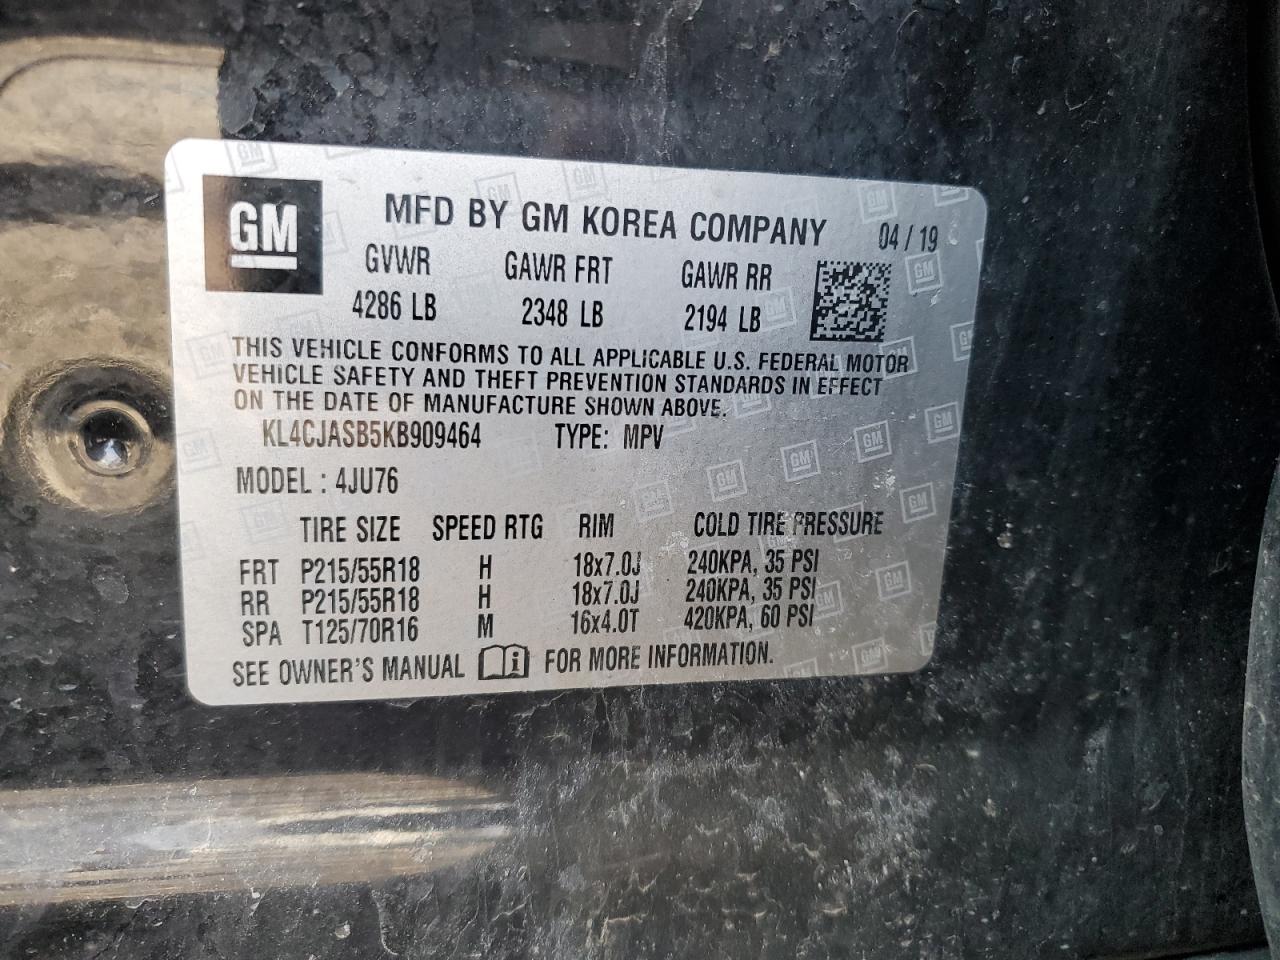 GM
MFD BY GM KOREA COMPANY 04 / 19
GVWR GAWR FRT GAWR RR
4286 LB 2348 LB 2194 LB
THIS VEHICLE CONFORMS TO ALL APPLICABLE U.S. FEDERAL MOTOR
VEHICLE SAFETY AND THEFT PREVENTION STANDARDS IN EFFECT
ON THE DATE OF MANUFACTURE SHOWN ABOVE.
KL4CJASB5KB909464 TYPE: MPV
MODEL : 4JU76
TIRE SIZE SPEED RTG RIM COLD TIRE PRESSURE
FRT P215/55R18 H 18x7.0J 240KPA, 35 PSI
RR P215/55R18 H 18x7.0J 240KPA, 35 PSI
SPA T125/70R16 M 16x4.0T 420KPA, 60 PSI
SEE OWNER'S MANUAL i FOR MORE INFORMATION.